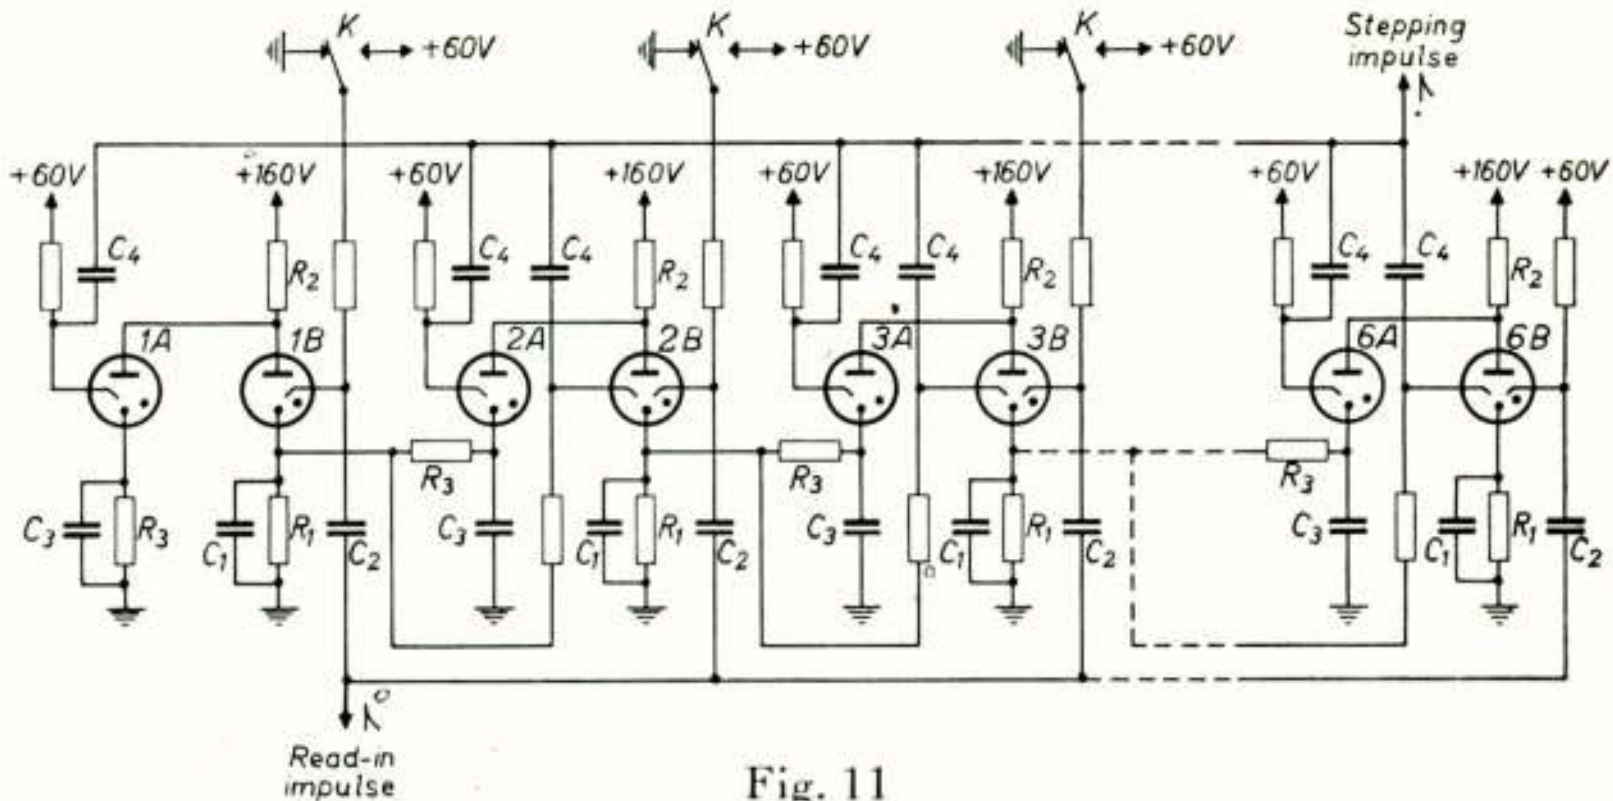 K +60V K +60V K +60V Stepping
impulse
+60V +160V +60V +160V +60V +160V +60V +160V +60V
C4 R2 C4 C4 R2 C4 C4 R2 C4 C4 R2
1A 1B 2A 2B 3A 3B 6A 6B
R3 R3 R3
C3 R3 C1 R1 C2 C3 C1 R1 C2 C3 C1 R1 C2 C3 C1 R1 C2
Read-in
impulse
Fig. 11